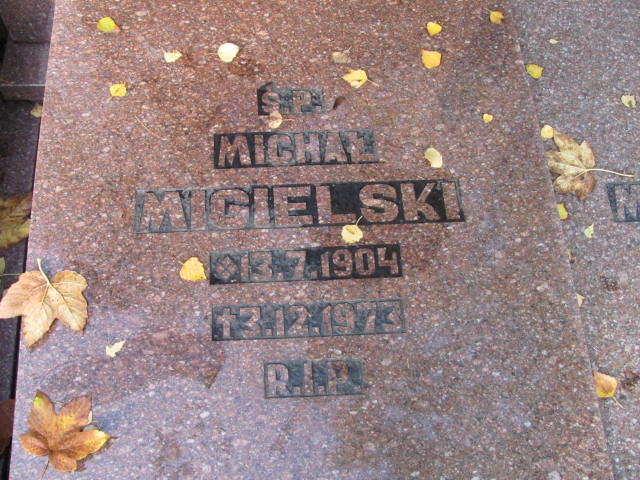 Ś.P.
MICHAŁ
MIGIELSKI
13.7.1904
†3.12.1973
R.I.P.